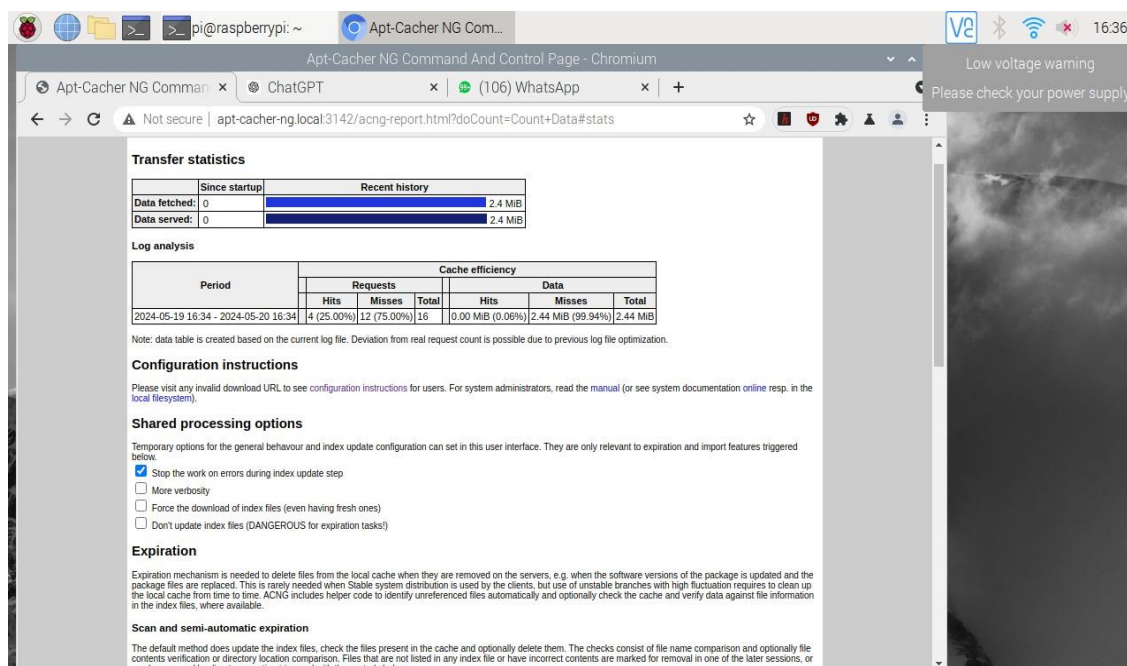 pi@raspberrypi: ~
Apt-Cacher NG Com...
16:36
Apt-Cacher NG Command And Control Page - Chromium
Low voltage warning
Please check your power supply
Apt-Cacher NG Comman
ChatGPT
(106) WhatsApp
Not secure | apt-cacher-ng.local:3142/acng-report.html?doCount=Count+Data#stats
Transfer statistics
Since startup Recent history
Data fetched: 0 2.4 MiB
Data served: 0 2.4 MiB
Log analysis
Period Cache efficiency
Requests Data
Hits Misses Total Hits Misses Total
2024-05-19 16:34 - 2024-05-20 16:34 4 (25.00%) 12 (75.00%) 16 0.00 MiB (0.06%) 2.44 MiB (99.94%) 2.44 MiB
Note: data table is created based on the current log file. Deviation from real request count is possible due to previous log file optimization.
Configuration instructions
Please visit any invalid download URL to see configuration instructions for users. For system administrators, read the manual (or see system documentation online resp. in the
local filesystem).
Shared processing options
Temporary options for the general behavour and index update configuration can set in this user interface. They are only relevant to expiration and import features triggered
below.
Stop the work on errors during index update step
More verbosity
Force the download of index files (even having fresh ones)
Don't update index files (DANGEROUS for expiration tasks!)
Expiration
Expiration mechanism is needed to delete files from the local cache when they are removed on the servers, e.g. when the software versions of the package is updated and the
package files are replaced. This is rarely needed when Stable system distribution is used by the clients, but use of unstable branches with high fluctuation requires to clean up
the local cache from time to time. ACNG includes helper code to identify unreferenced files automatically and optionally check the cache and verify data against file information
in the index files, where available.
Scan and semi-automatic expiration
The default method does update the index files, check the files present in the cache and optionally delete them. The checks consist of file name comparison and optionally file
contents verification or directory location comparison. Files that are not listed in any index file or have incorrect contents are marked for removal in one of the later sessions, or